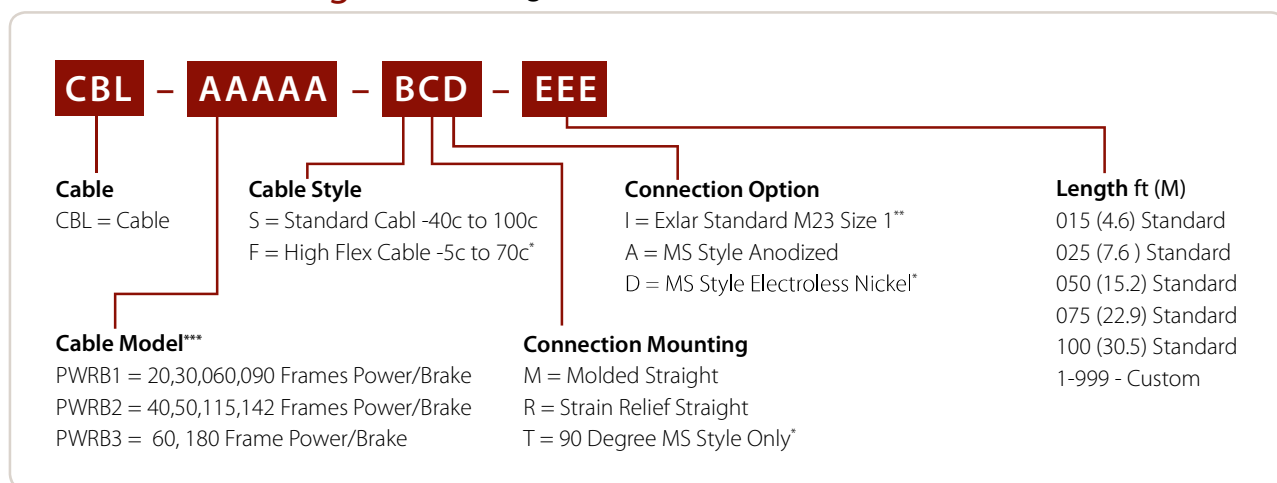 CBL – AAAAA – BCD – EEE
Cable
CBL = Cable
Cable Style
S = Standard Cabl -40c to 100c
F = High Flex Cable -5c to 70c*
Connection Option
I = Exlar Standard M23 Size 1**
A = MS Style Anodized
D = MS Style Electroless Nickel*
Length ft (M)
015 (4.6) Standard
025 (7.6 ) Standard
050 (15.2) Standard
075 (22.9) Standard
100 (30.5) Standard
1-999 - Custom
Cable Model***
PWRB1 = 20,30,060,090 Frames Power/Brake
PWRB2 = 40,50,115,142 Frames Power/Brake
PWRB3 = 60, 180 Frame Power/Brake
Connection Mounting
M = Molded Straight
R = Strain Relief Straight
T = 90 Degree MS Style Only*